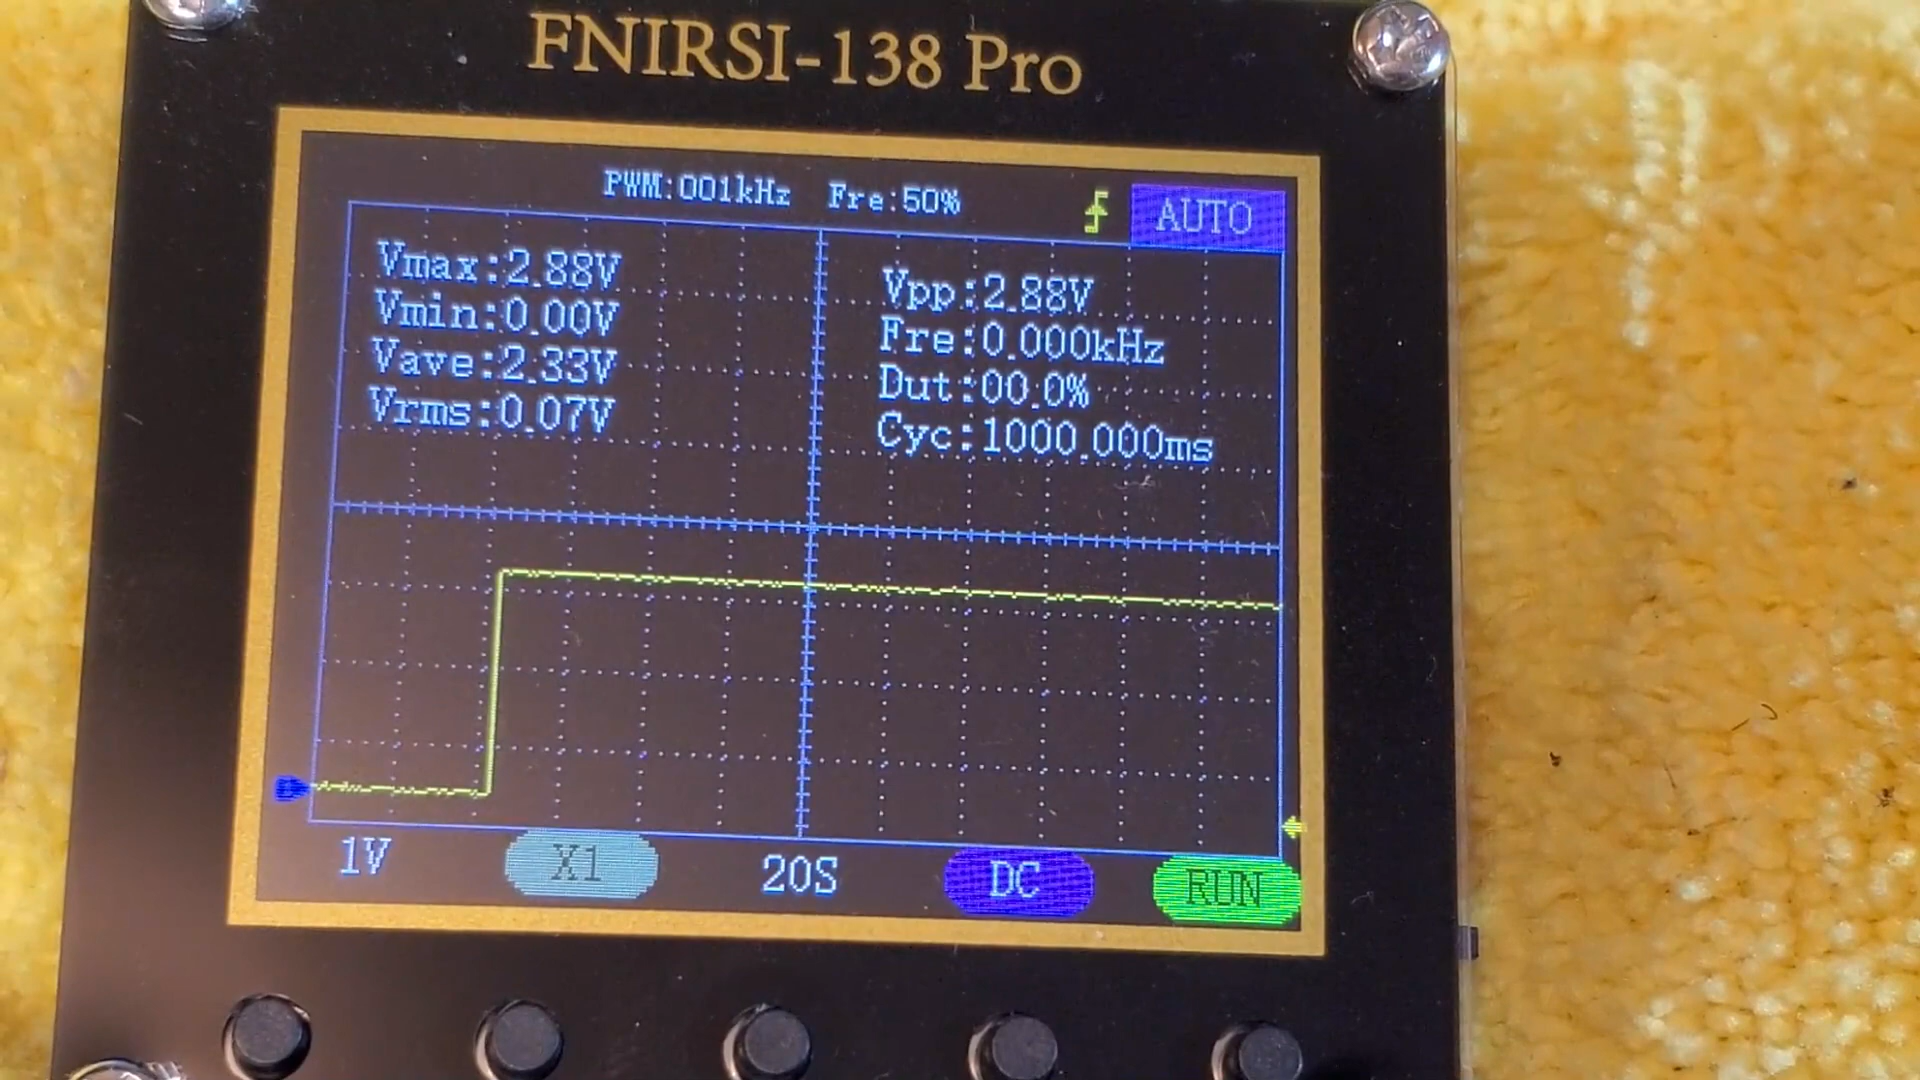 FNIRSI-138 Pro
PWM:001kHz Fre:50% AUTO
Vmax:2.88V
Vmin:0.00V
Vave:2.33V
Vrms:0.07V
Vpp:2.88V
Fre:0.000kHz
Dut:00.0%
Cyc:1000.000ms
1V X1 20S DC RUN